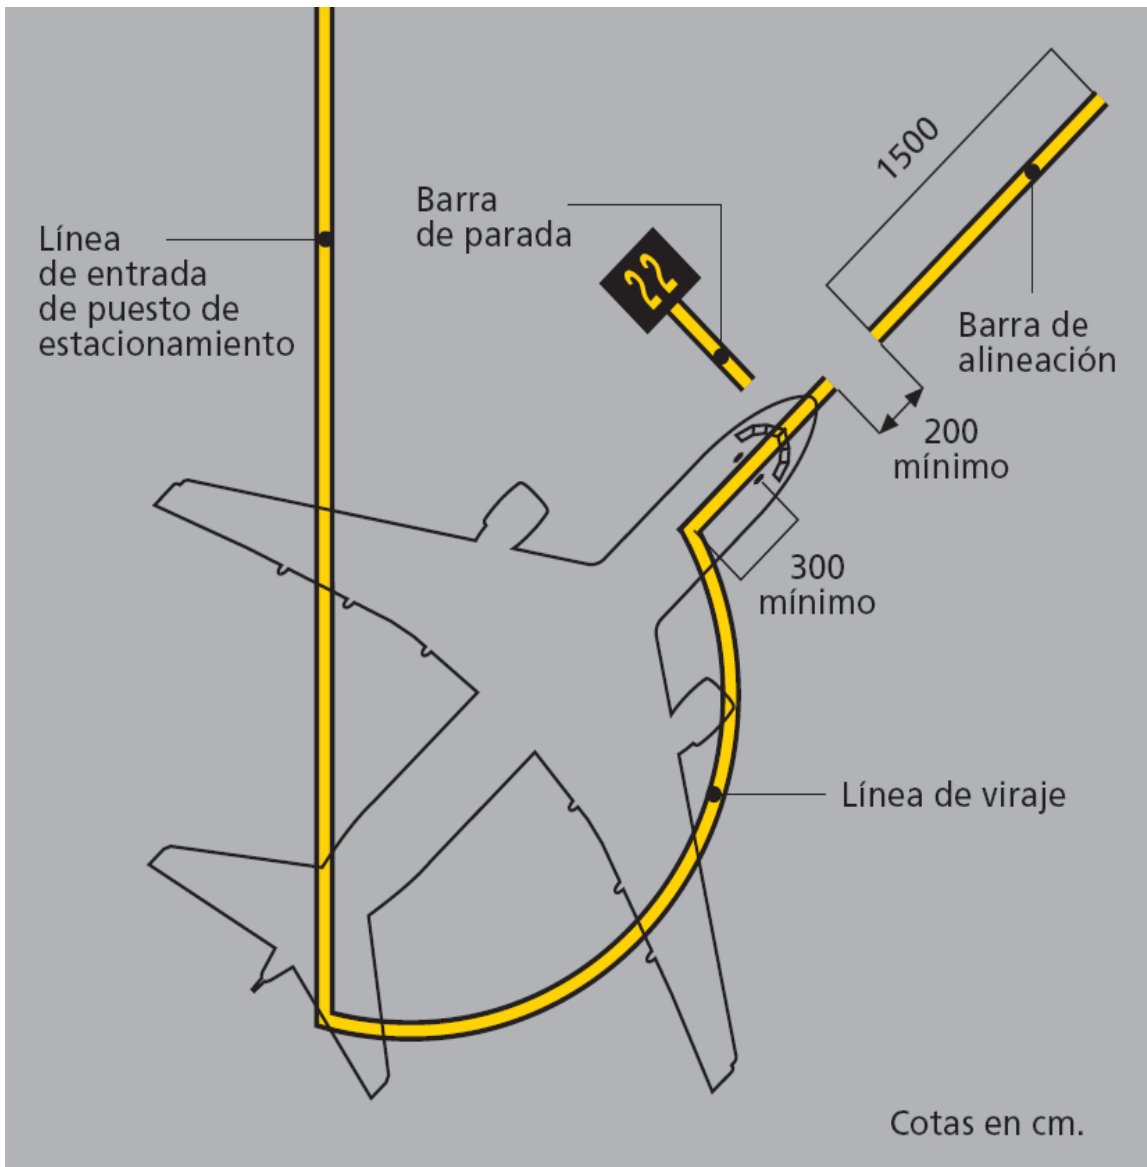 1500
Barra
de parada
Línea
de entrada
de puesto de
estacionamiento
22
Barra de
alineación
200
mínimo
300
mínimo
Línea de viraje
Cotas en cm.